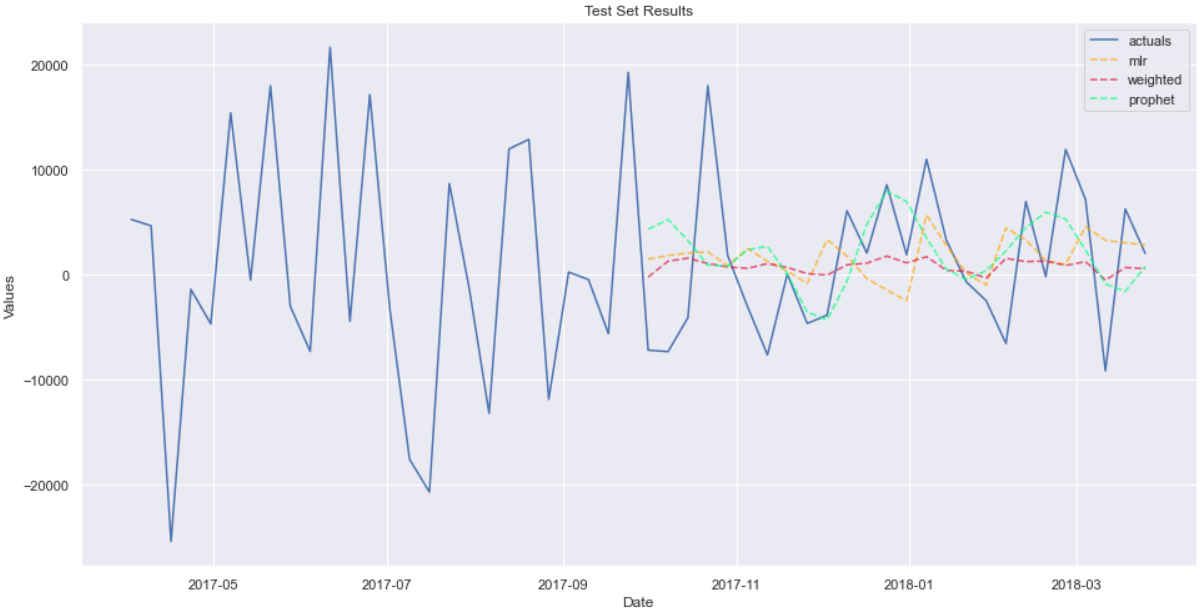 Test Set Results
actuals
mlr
weighted
prophet
20000
10000
0
−10000
−20000
Values
2017-05 2017-07 2017-09 2017-11 2018-01 2018-03
Date